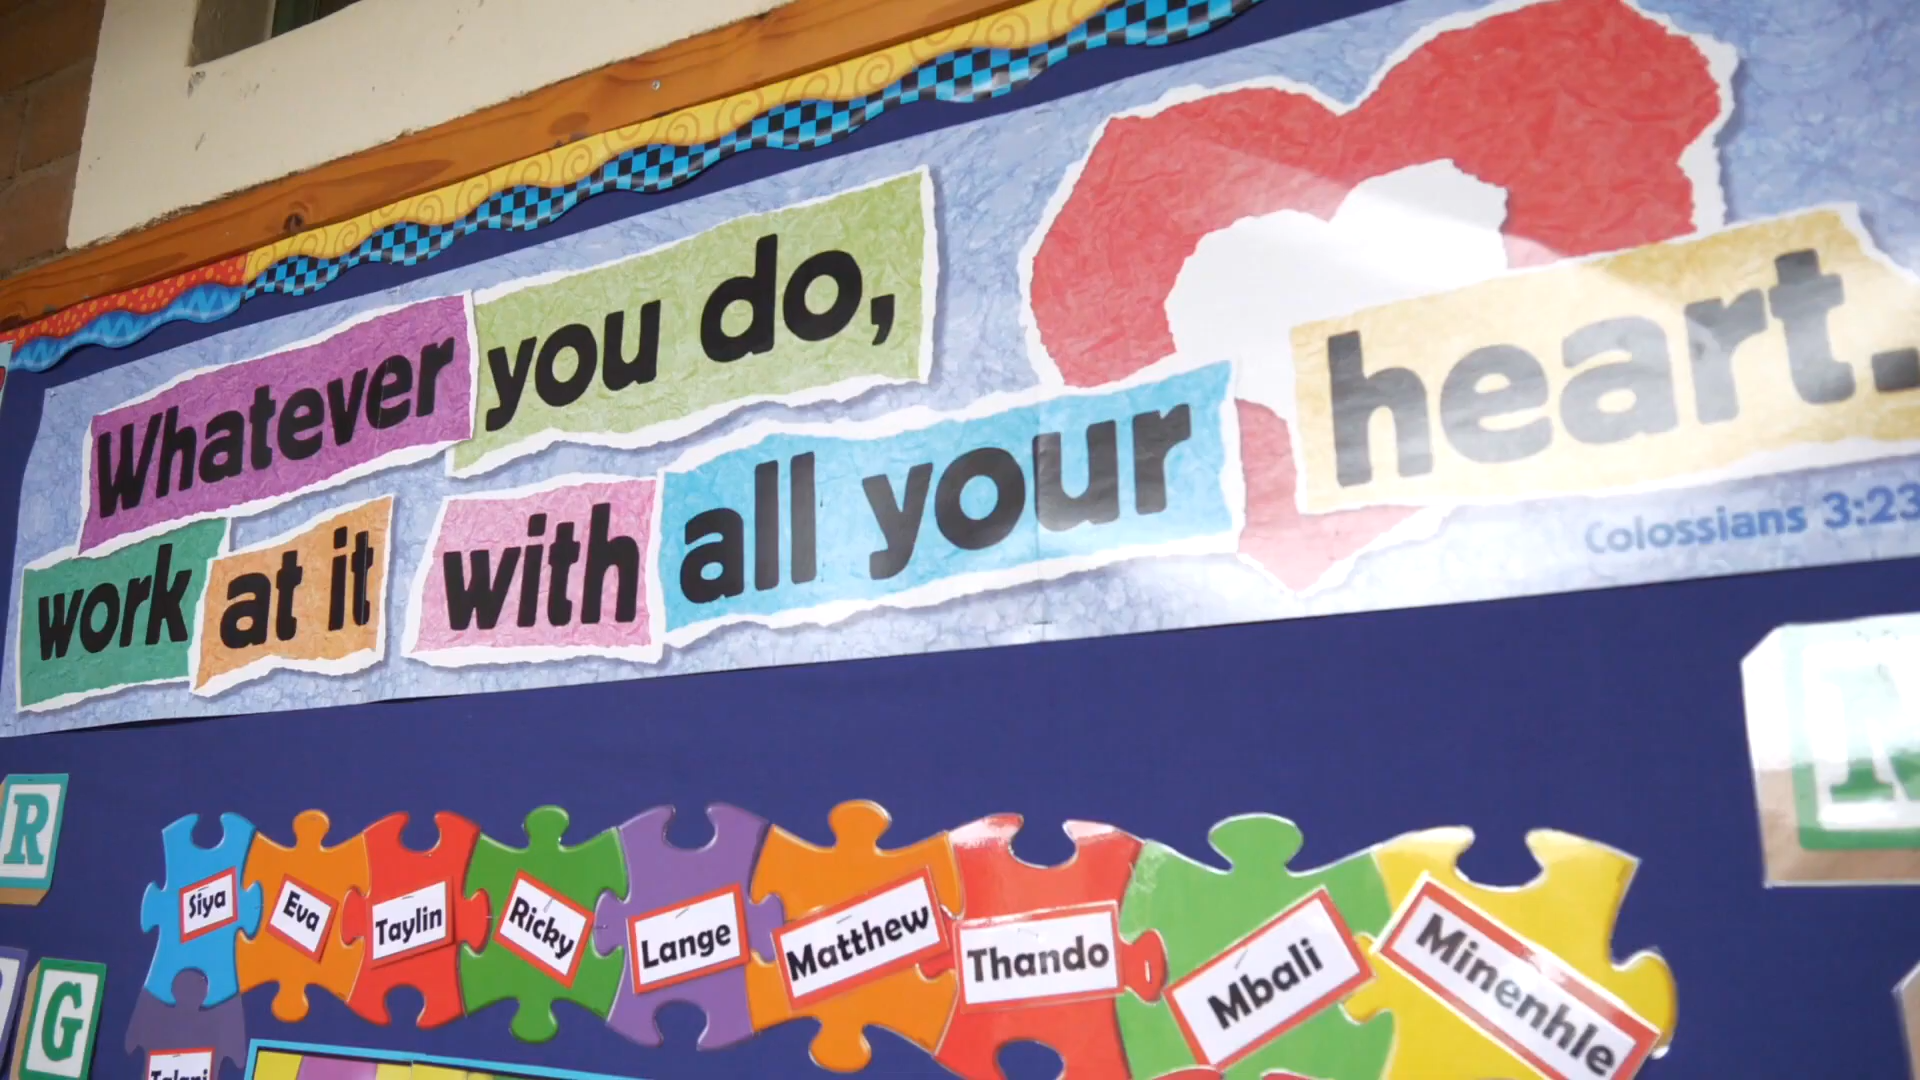 Whatever you do,
work at it with all your heart.
Colossians 3:23
R
Siya
Eva
Taylin
Ricky
Lange
Matthew
Thando
Mbali
Minenhle
G